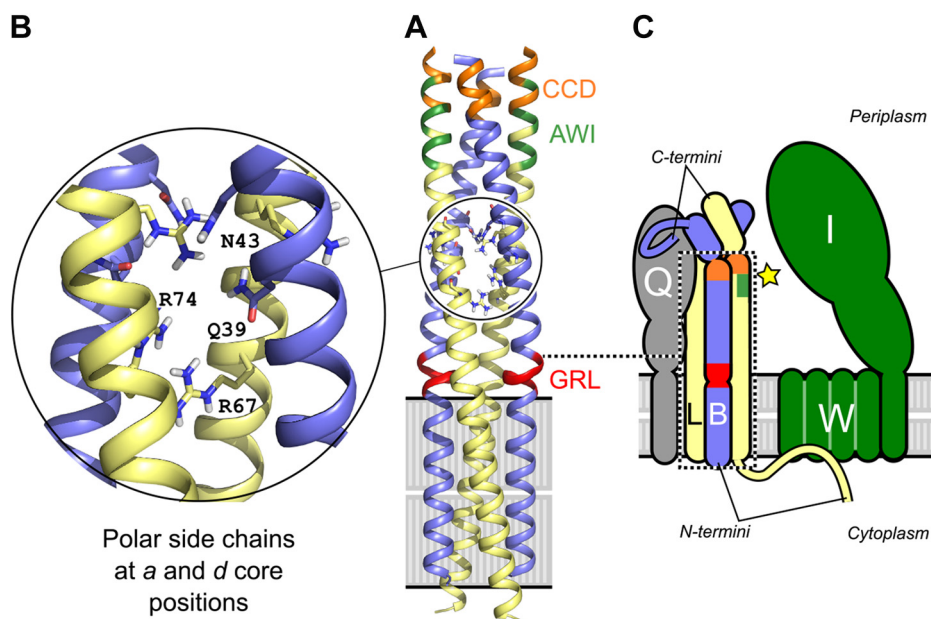 B
A
C
CCD
AWI
GRL
N43
R74
Q39
R67
Polar side chains
at a and d core
positions
Periplasm
C-termini
I
Q
L
B
W
N-termini
Cytoplasm